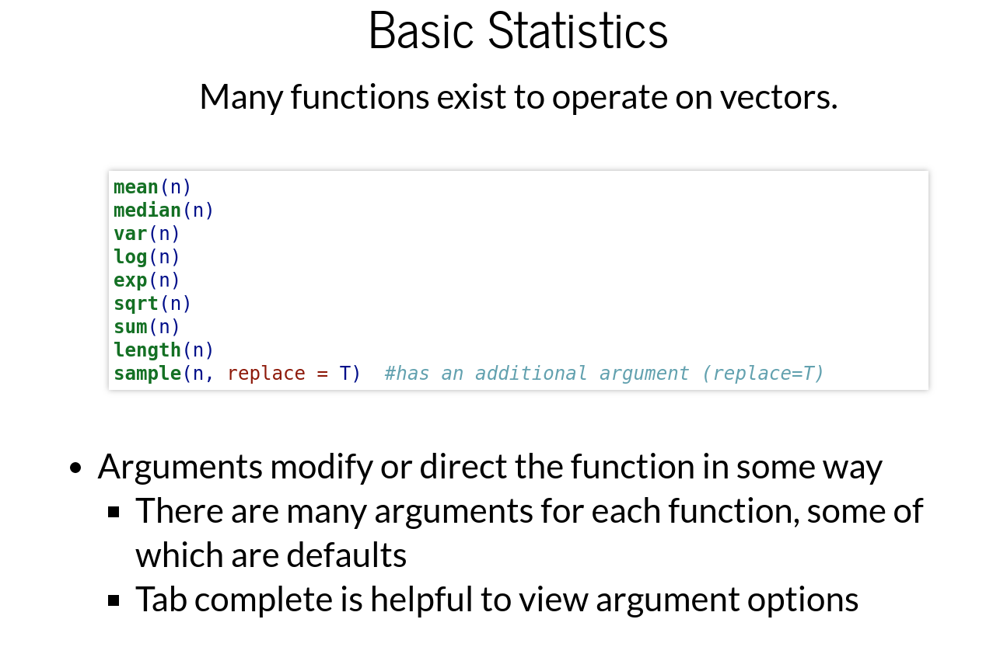 Basic Statistics
Many functions exist to operate on vectors.
mean(n)
median(n)
var(n)
log(n)
exp(n)
sqrt(n)
sum(n)
length(n)
sample(n, replace = T)  #has an additional argument (replace=T)
• Arguments modify or direct the function in some way
▪ There are many arguments for each function, some of
which are defaults
▪ Tab complete is helpful to view argument options